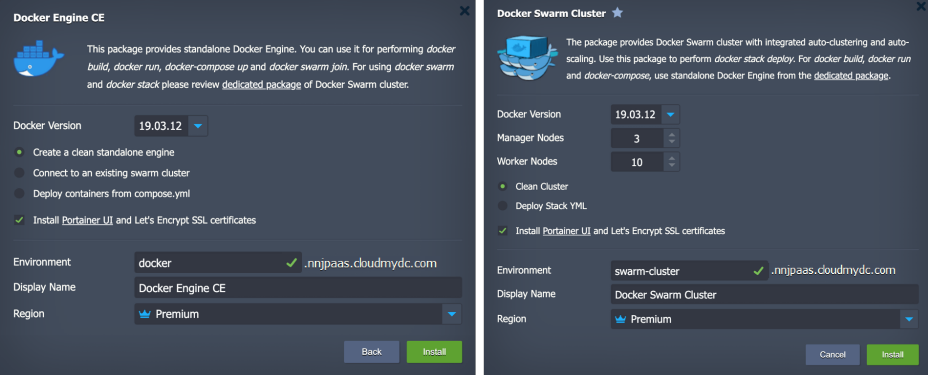 Docker Engine CE
This package provides standalone Docker Engine. You can use it for performing docker
build, docker run, docker-compose up and docker swarm join. For using docker swarm
and docker stack please review dedicated package of Docker Swarm cluster.
Docker Version 19.03.12
Create a clean standalone engine
Connect to an existing swarm cluster
Deploy containers from compose.yml
Install Portainer UI and Let's Encrypt SSL certificates
Environment docker .nnjpaas.cloudmydc.com
Display Name Docker Engine CE
Region Premium
Back Install
Docker Swarm Cluster
The package provides Docker Swarm cluster with integrated auto-clustering and auto-
scaling. Use this package to perform docker stack deploy. For docker build, docker run
and docker-compose, use standalone Docker Engine from the dedicated package.
Docker Version 19.03.12
Manager Nodes 3
Worker Nodes 10
Clean Cluster
Deploy Stack YML
Install Portainer UI and Let's Encrypt SSL certificates
Environment swarm-cluster .nnjpaas.cloudmydc.com
Display Name Docker Swarm Cluster
Region Premium
Cancel Install